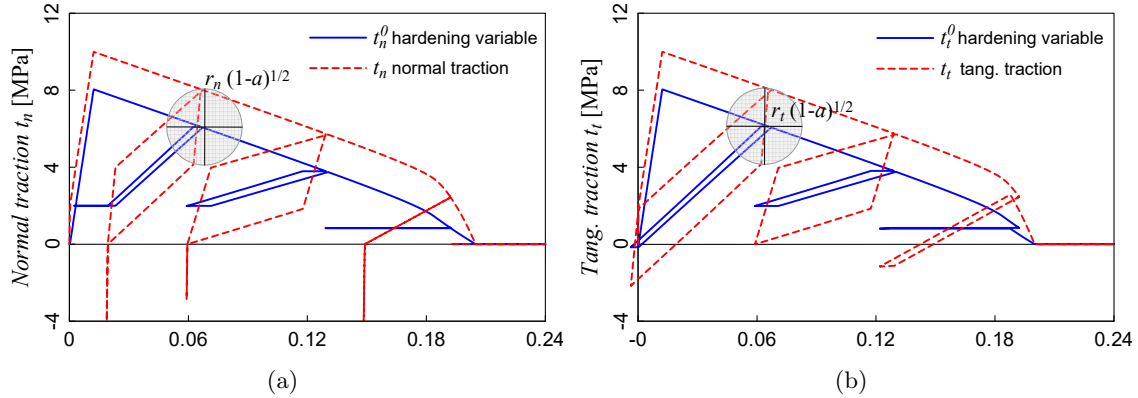 12
8
4
0
-4
Normal traction t_n [MPa]
t_n^0 hardening variable
t_n normal traction
r_n (1-a)^{1/2}
0 0.06 0.12 0.18 0.24
(a)
12
8
4
0
-4
Tang. traction t_t [MPa]
t_t^0 hardening variable
t_t tang. traction
r_t (1-a)^{1/2}
-0 0.06 0.12 0.18 0.24
(b)